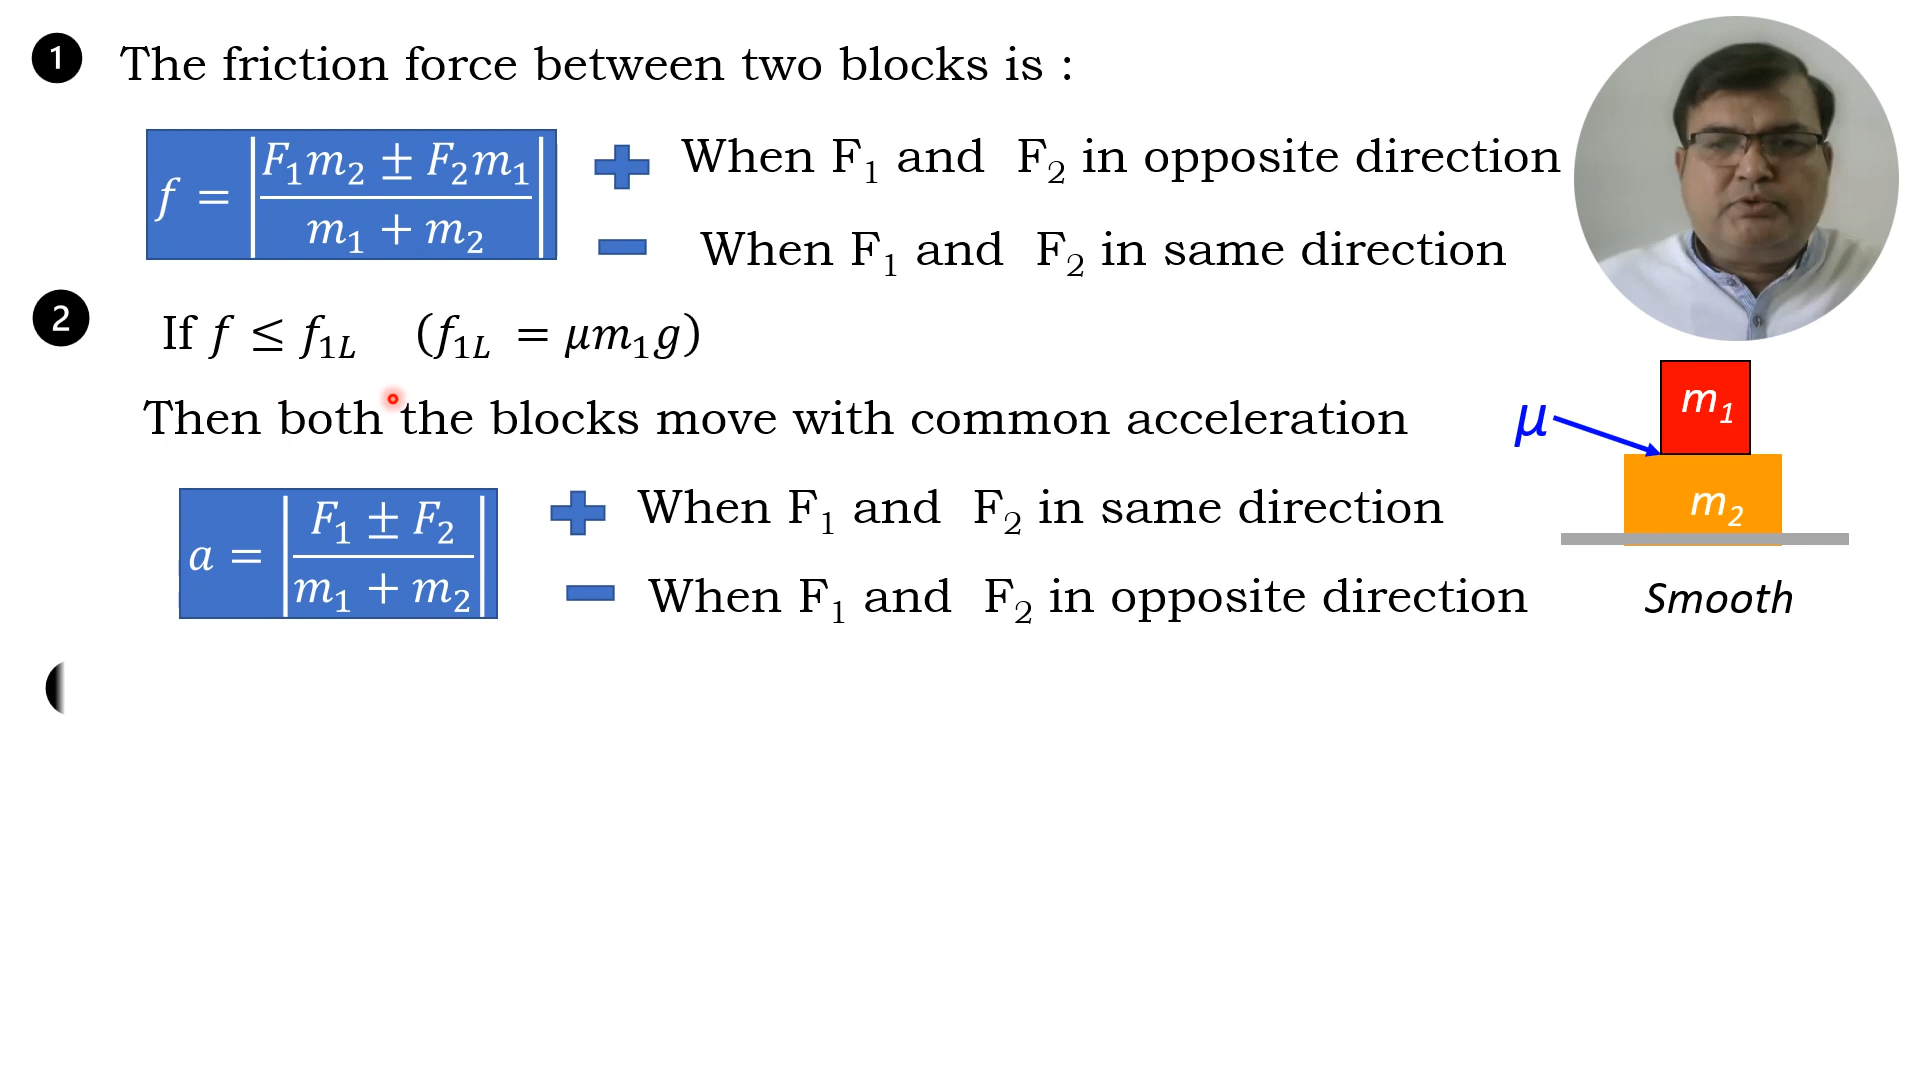 1 The friction force between two blocks is :
f = |F₁m₂ ± F₂m₁ / m₁ + m₂|
+ When F₁ and F₂ in opposite direction
− When F₁ and F₂ in same direction
2 If f ≤ f₁L (f₁L = μm₁g)
Then both the blocks move with common acceleration
a = |F₁ ± F₂ / m₁ + m₂|
+ When F₁ and F₂ in same direction
− When F₁ and F₂ in opposite direction
m₁
μ
m₂
Smooth